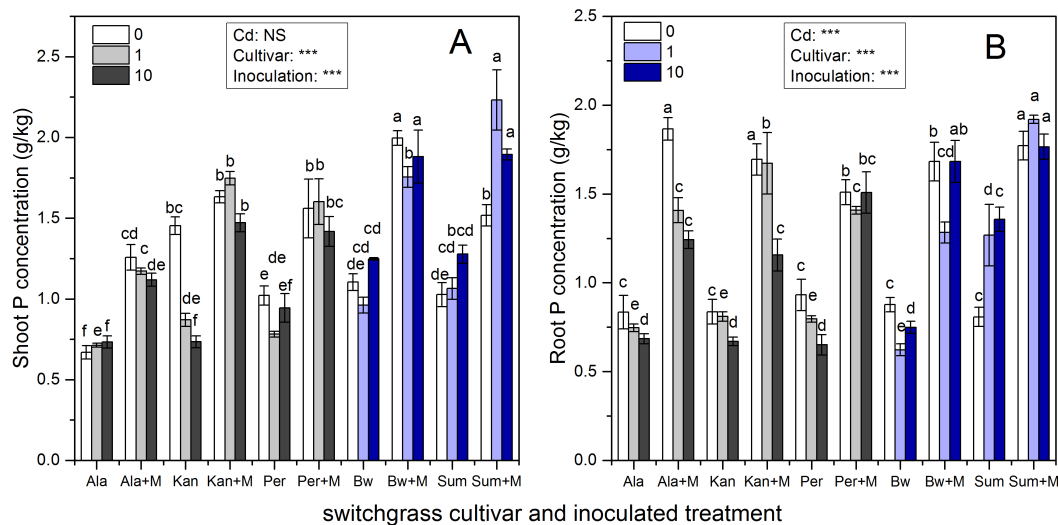 0
1
10
Cd: NS
Cultivar: ***
Inoculation: ***
A
Shoot P concentration (g/kg)
2.5
2.0
1.5
1.0
0.5
0.0
f e de
cd c de
bc de f
b b b
e de ef
b b bc
de cd cd
a b a
de cd bcd
b a a
Ala Ala+M Kan Kan+M Per Per+M Bw Bw+M Sum Sum+M
0
1
10
Cd: ***
Cultivar: ***
Inoculation: ***
B
Root P concentration (g/kg)
2.5
2.0
1.5
1.0
0.5
0.0
c e d
a c c
c e d
a b c
c e d
b c bc
c e d
b cd ab
c d c
a a a
Ala Ala+M Kan Kan+M Per Per+M Bw Bw+M Sum Sum+M
switchgrass cultivar and inoculated treatment